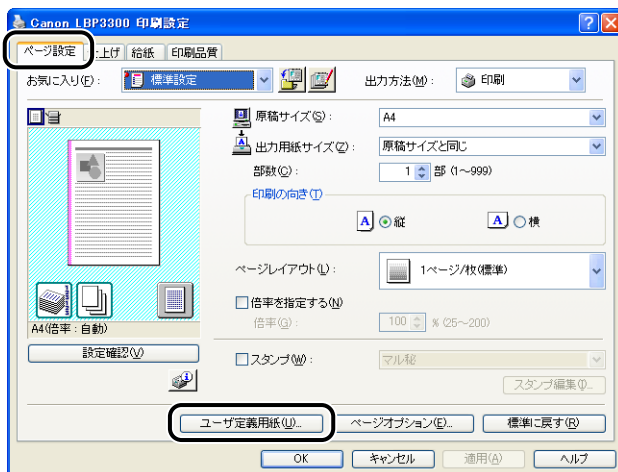 Canon LBP3300 印刷設定
ページ設定 上げ 給紙 印刷品質
お気に入り(F): 標準設定 出力方法(M): 印刷
原稿サイズ(S): A4
出力用紙サイズ(Z): 原稿サイズと同じ
部数(C): 1 部 (1～999)
印刷の向き(T)
A 縦 A 横
ページレイアウト(L): 1ページ/枚(標準)
倍率を指定する(N)
倍率(G): 100 % (25～200)
A4(倍率：自動)
設定確認(V)
スタンプ(W): マル秘
スタンプ編集(I)...
ユーザ定義用紙(U)... ページオプション(E)... 標準に戻す(R)
OK キャンセル 適用(A) ヘルプ